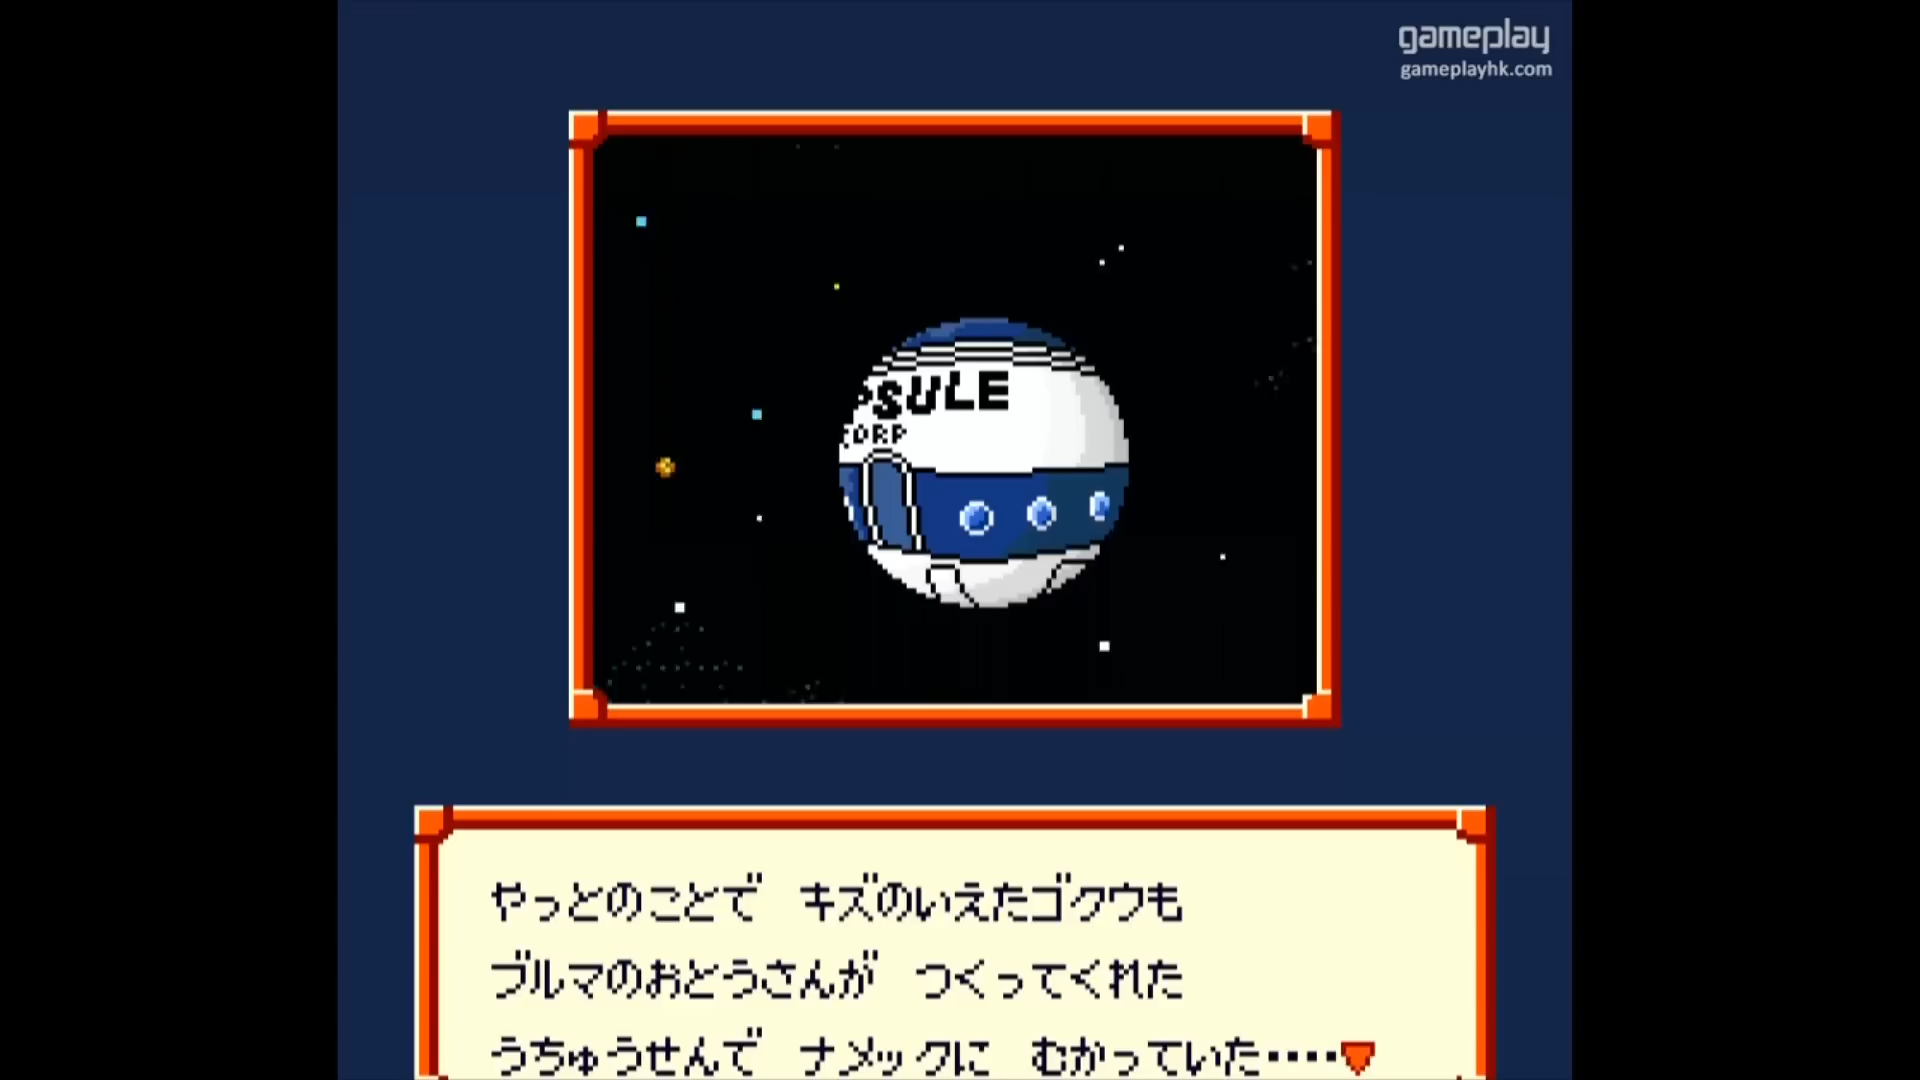 gameplay
gameplayhk.com
PSULE
CORP
やっとのことで キズのいえたゴクウも
ブルマのおとうさんが つくってくれた
うちゅうせんで ナメックに むかっていた‥‥